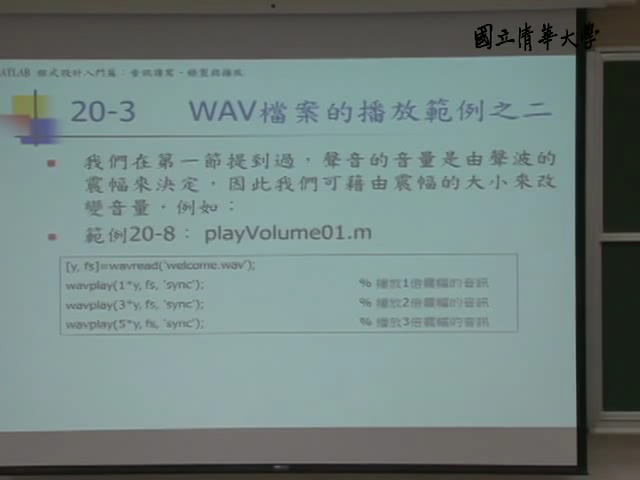 國立清華大學
MATLAB 程式設計入門篇：音訊讀寫、錄製與播放
20-3 WAV檔案的播放範例之二
我們在第一節提到過，聲音的音量是由聲波的
震幅來決定，因此我們可藉由震幅的大小來改
變音量，例如：
範例20-8： playVolume01.m
[y, fs]=wavread('welcome.wav');
wavplay(1*y, fs, 'sync'); % 播放1倍震幅的音訊
wavplay(3*y, fs, 'sync'); % 播放2倍震幅的音訊
wavplay(5*y, fs, 'sync'); % 播放3倍震幅的音訊